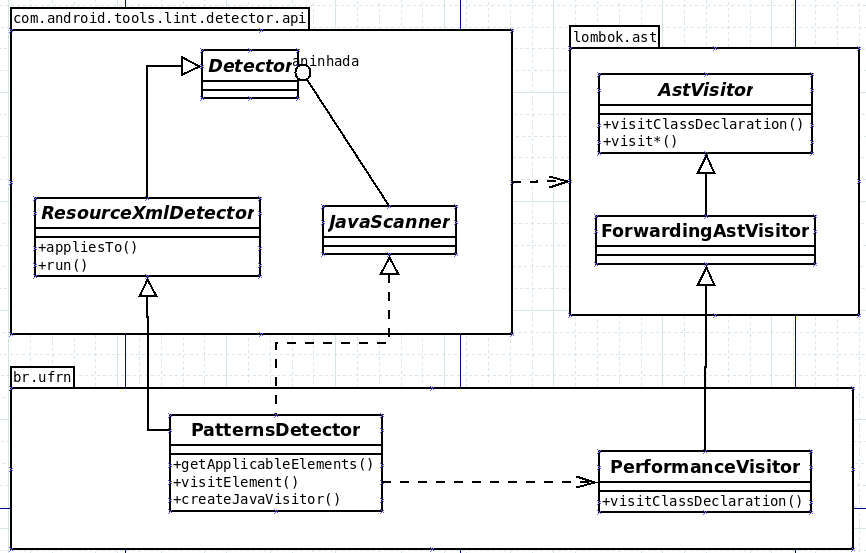 com.android.tools.lint.detector.api
Detector
aninhada
ResourceXmlDetector
+appliesTo()
+run()
JavaScanner
lombok.ast
AstVisitor
+visitClassDeclaration()
+visit*()
ForwardingAstVisitor
br.ufrn
PatternsDetector
+getApplicableElements()
+visitElement()
+createJavaVisitor()
PerformanceVisitor
+visitClassDeclaration()